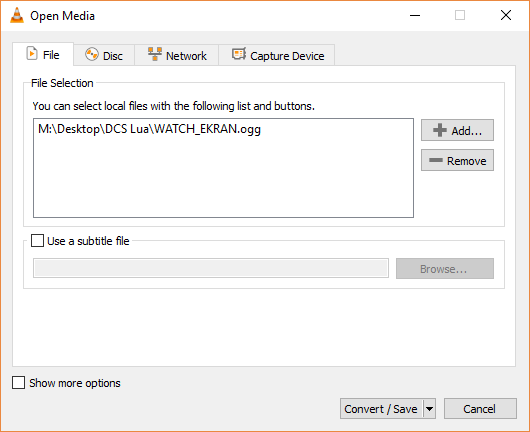 Open Media
File
Disc
Network
Capture Device
File Selection
You can select local files with the following list and buttons.
M:\Desktop\DCS Lua\WATCH_EKRAN.ogg
Add...
Remove
Use a subtitle file
Browse...
Show more options
Convert / Save
Cancel